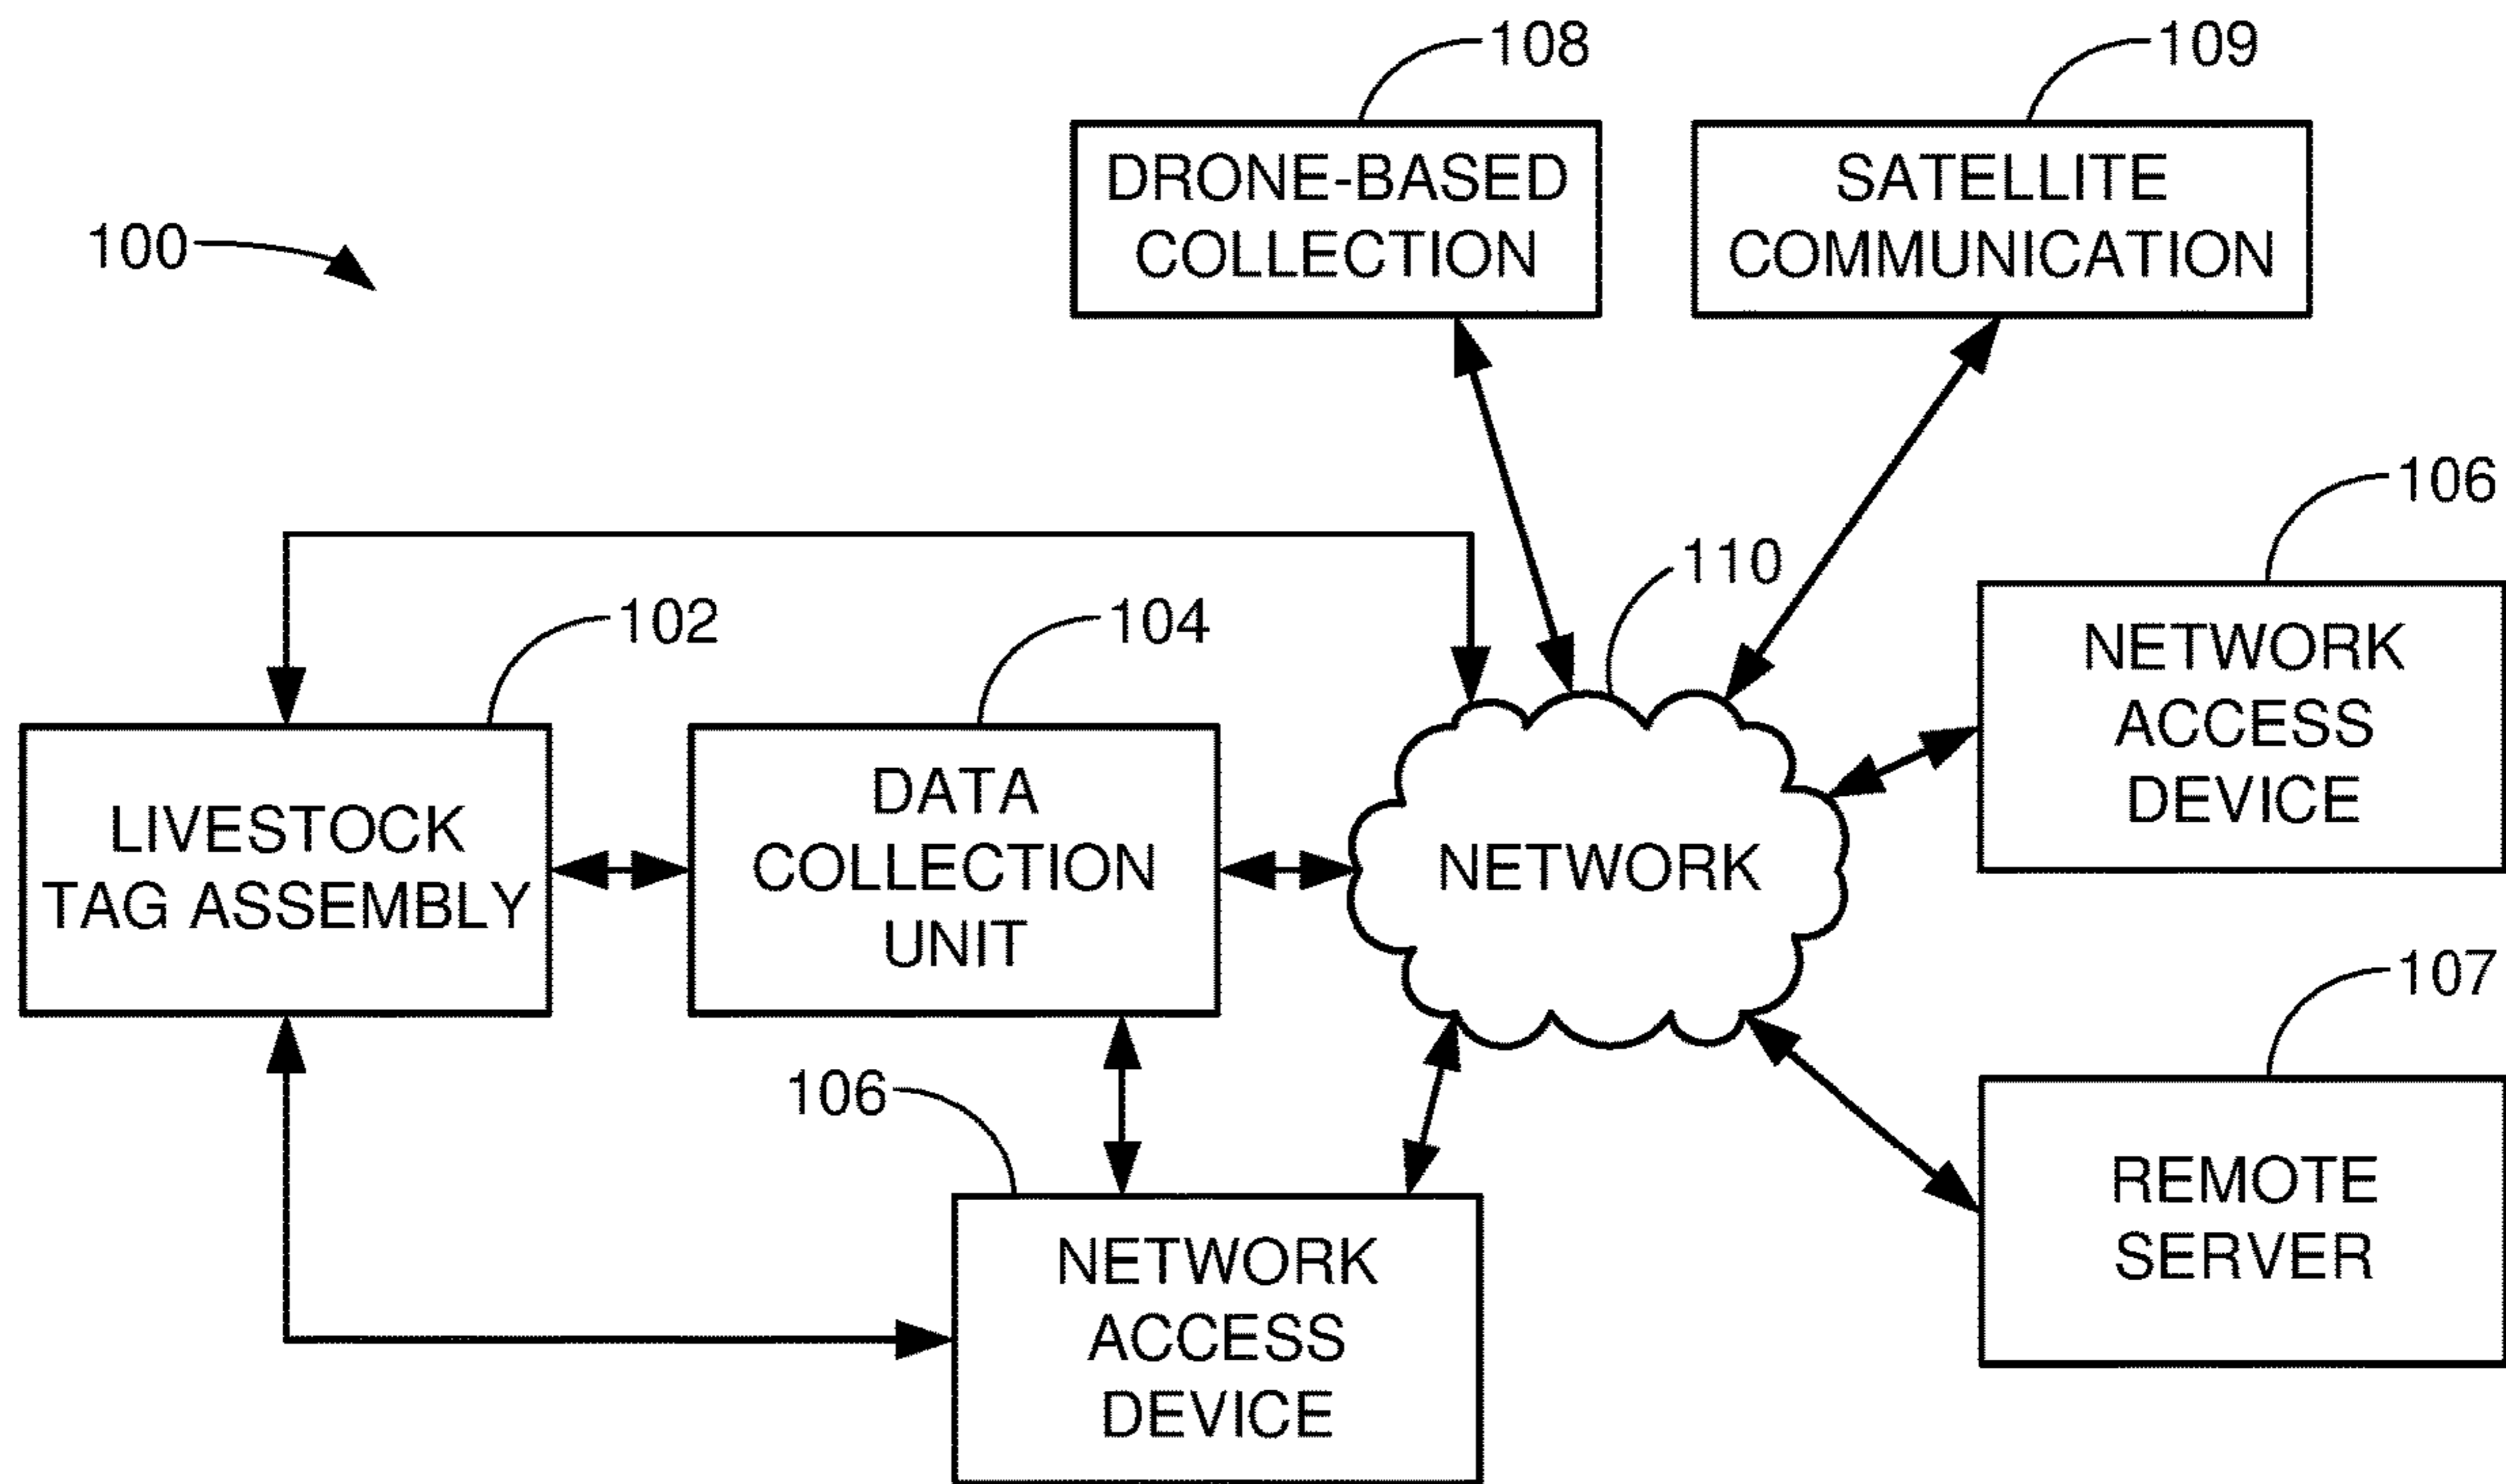 108
109
DRONE-BASED
COLLECTION
SATELLITE
COMMUNICATION
100
106
110
102
104
NETWORK
ACCESS
DEVICE
LIVESTOCK
TAG ASSEMBLY
DATA
COLLECTION
UNIT
NETWORK
107
106
REMOTE
SERVER
NETWORK
ACCESS
DEVICE